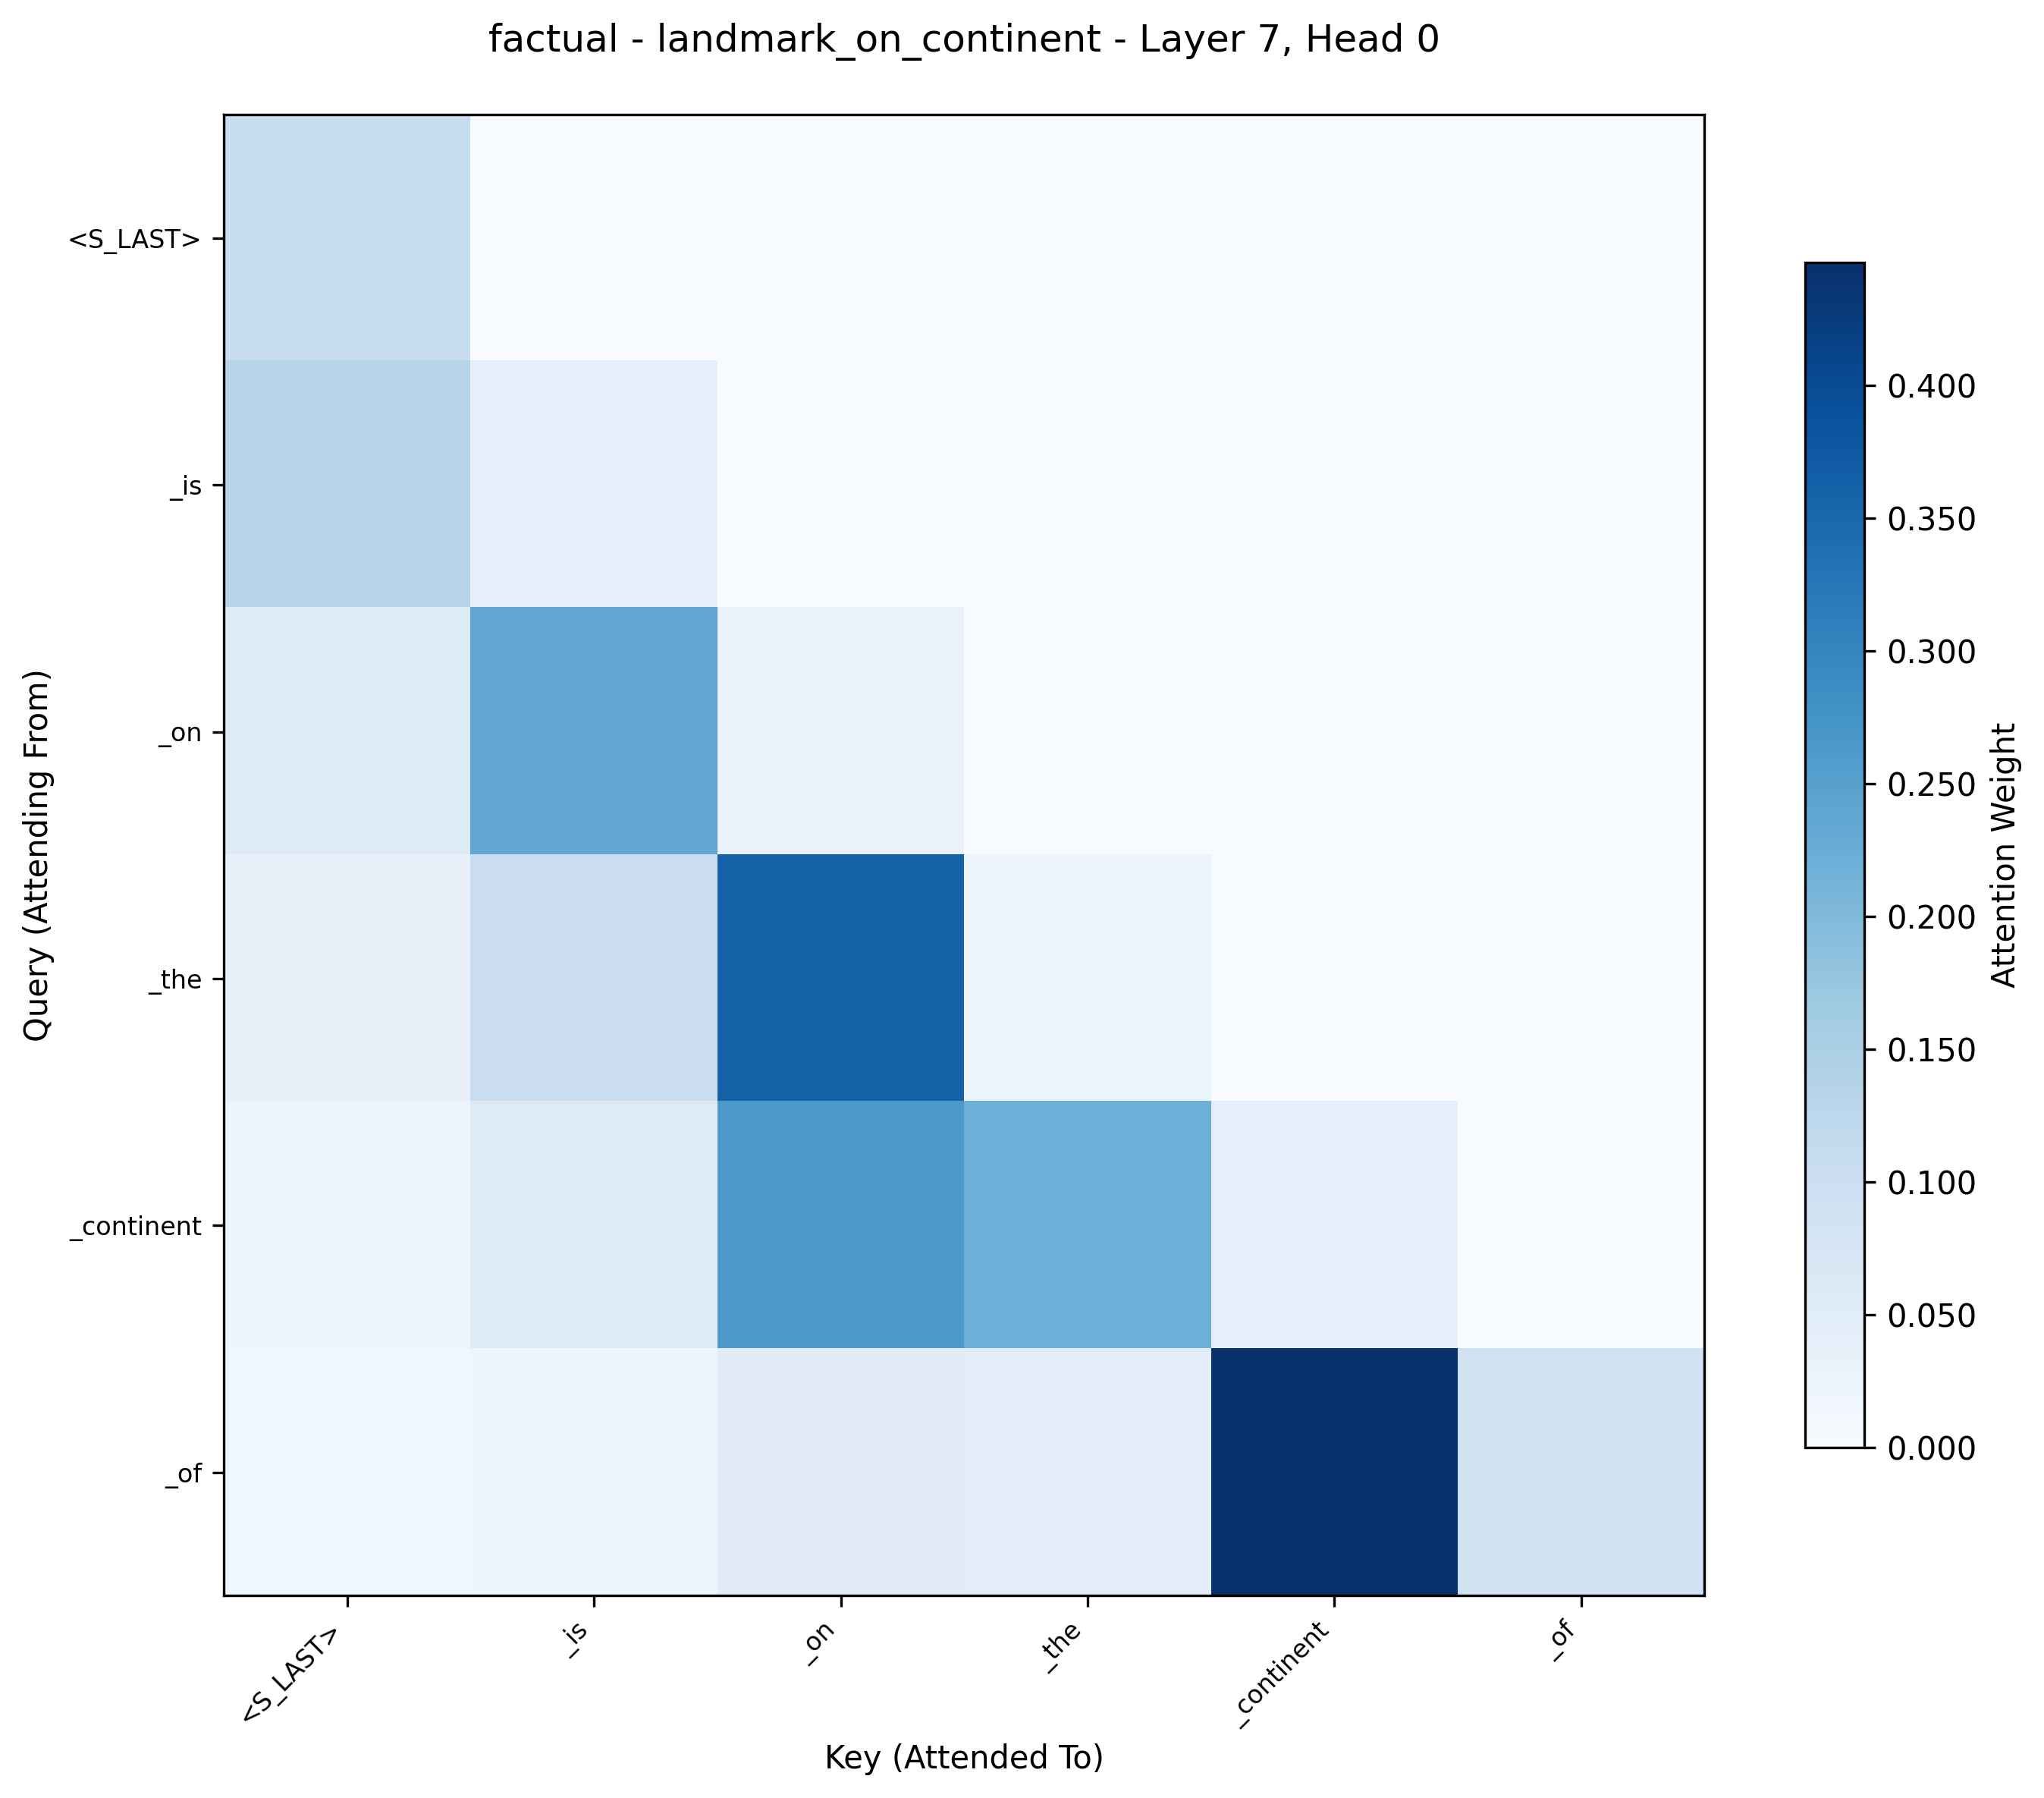 factual - landmark_on_continent - Layer 7, Head 0
Query (Attending From)
<S_LAST>
_is
_on
_the
_continent
_of
<S_LAST>
_is
_on
_the
_continent
_of
Key (Attended To)
0.400
0.350
0.300
0.250
0.200
0.150
0.100
0.050
0.000
Attention Weight